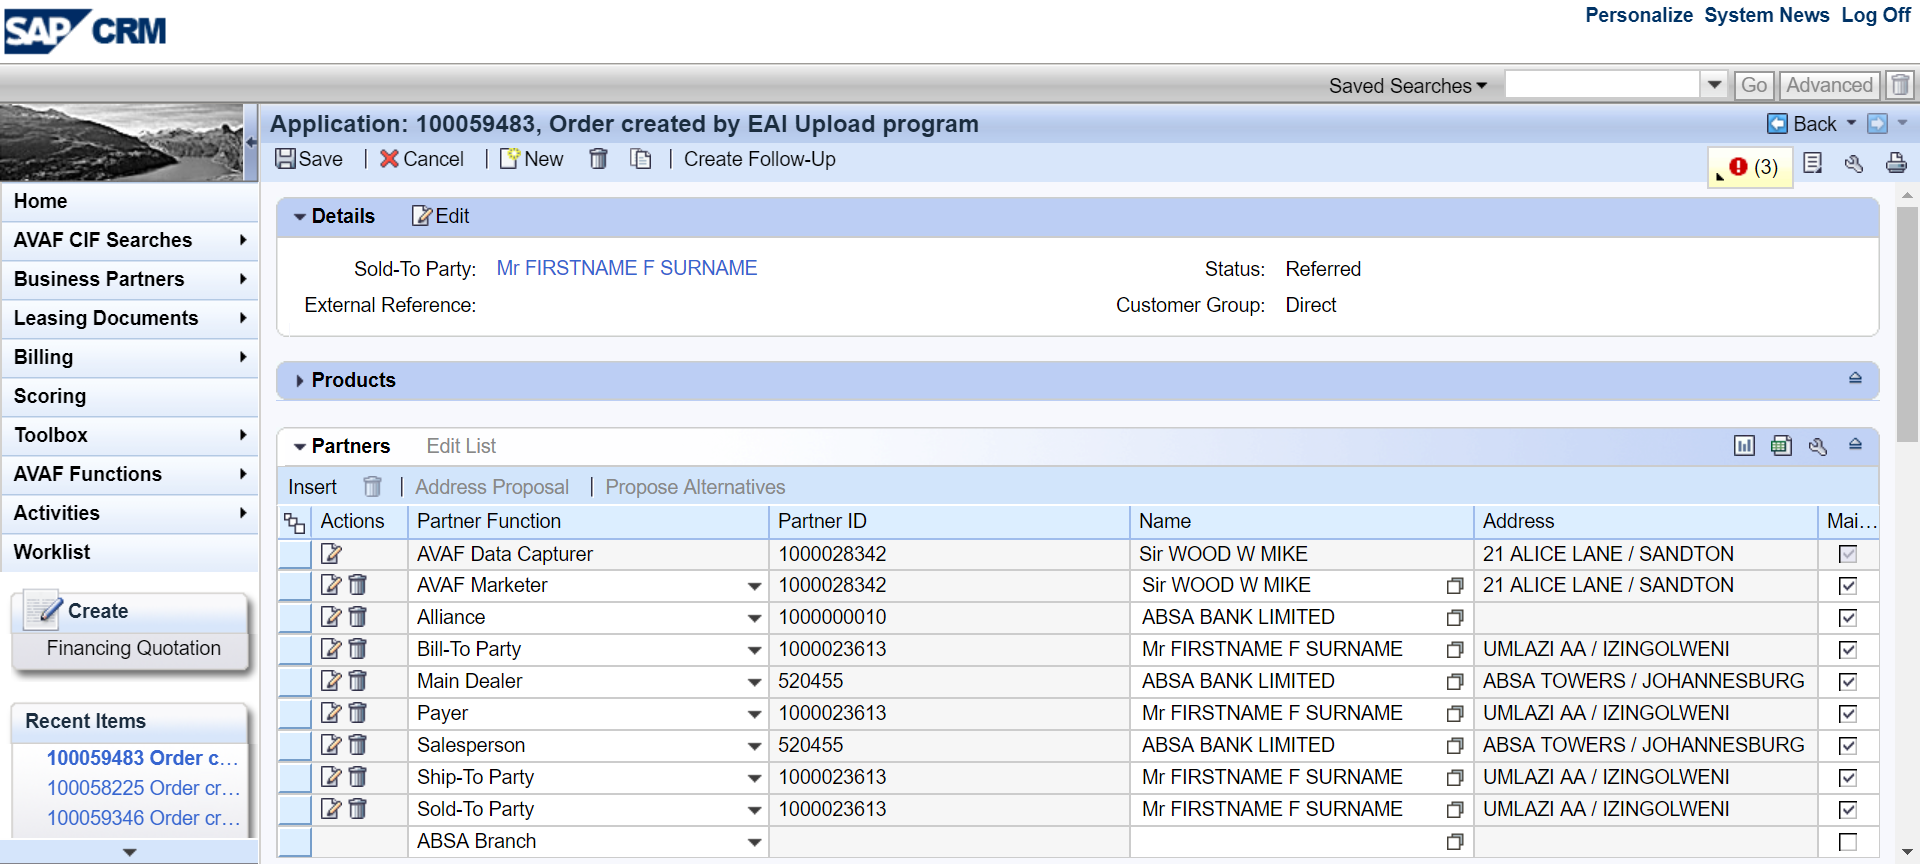 SAP CRM
Personalize System News Log Off
Saved Searches Go Advanced
Application: 100059483, Order created by EAI Upload program
Back
Save Cancel New Create Follow-Up
(3)
Home
AVAF CIF Searches
Business Partners
Leasing Documents
Billing
Scoring
Toolbox
AVAF Functions
Activities
Worklist
Create
Financing Quotation
Recent Items
100059483 Order c...
100058225 Order cr...
100059346 Order cr...
Details Edit
Sold-To Party: Mr FIRSTNAME F SURNAME Status: Referred
External Reference: Customer Group: Direct
Products
Partners Edit List
Insert Address Proposal Propose Alternatives
Actions Partner Function Partner ID Name Address Mai...
AVAF Data Capturer 1000028342 Sir WOOD W MIKE 21 ALICE LANE / SANDTON
AVAF Marketer 1000028342 Sir WOOD W MIKE 21 ALICE LANE / SANDTON
Alliance 1000000010 ABSA BANK LIMITED
Bill-To Party 1000023613 Mr FIRSTNAME F SURNAME UMLAZI AA / IZINGOLWENI
Main Dealer 520455 ABSA BANK LIMITED ABSA TOWERS / JOHANNESBURG
Payer 1000023613 Mr FIRSTNAME F SURNAME UMLAZI AA / IZINGOLWENI
Salesperson 520455 ABSA BANK LIMITED ABSA TOWERS / JOHANNESBURG
Ship-To Party 1000023613 Mr FIRSTNAME F SURNAME UMLAZI AA / IZINGOLWENI
Sold-To Party 1000023613 Mr FIRSTNAME F SURNAME UMLAZI AA / IZINGOLWENI
ABSA Branch